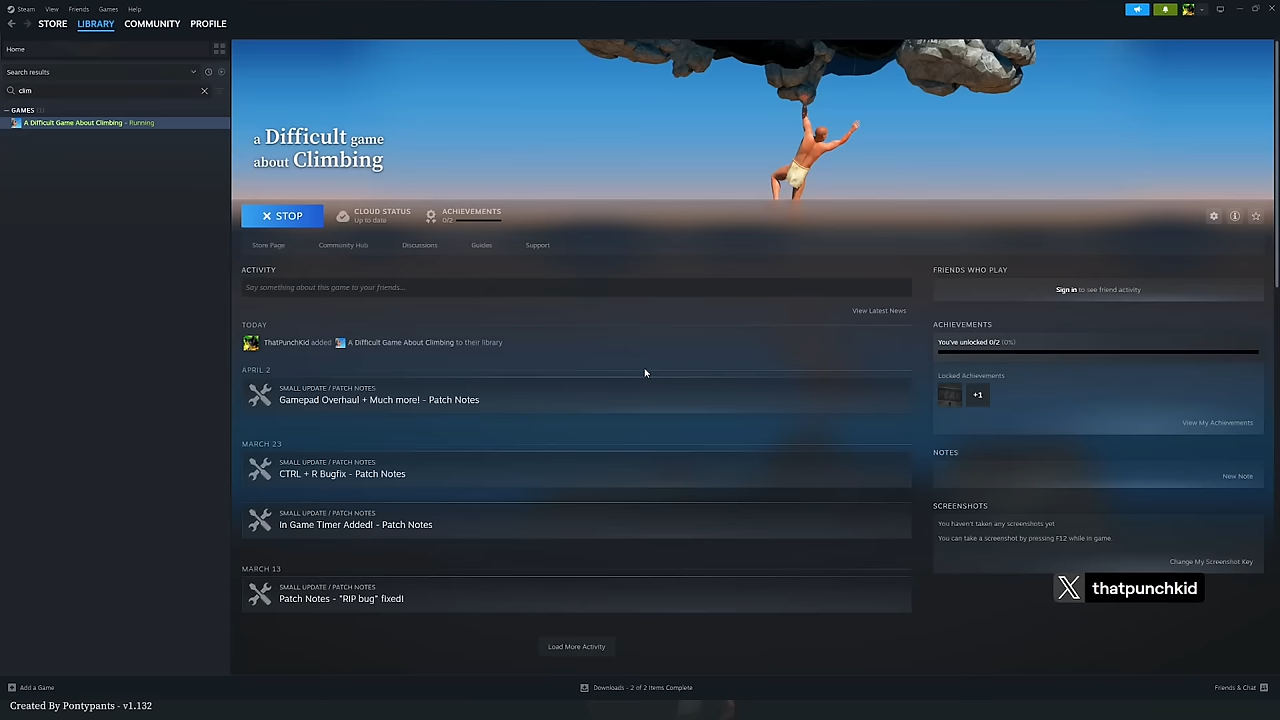 Steam View Friends Games Help
STORE LIBRARY COMMUNITY PROFILE
Home
Search results
clim
GAMES
A Difficult Game About Climbing - Running
a Difficult game
about Climbing
STOP
CLOUD STATUS
Up to date
ACHIEVEMENTS
0/2
Store Page Community Hub Discussions Guides Support
ACTIVITY
Say something about this game to your friends...
View Latest News
TODAY
ThatPunchKid added A Difficult Game About Climbing to their library
APRIL 2
SMALL UPDATE / PATCH NOTES
Gamepad Overhaul + Much more! - Patch Notes
MARCH 23
SMALL UPDATE / PATCH NOTES
CTRL + R Bugfix - Patch Notes
SMALL UPDATE / PATCH NOTES
In Game Timer Added! - Patch Notes
MARCH 13
SMALL UPDATE / PATCH NOTES
Patch Notes - "RIP bug" fixed!
Load More Activity
FRIENDS WHO PLAY
Sign in to see friend activity
ACHIEVEMENTS
You've unlocked 0/2 (0%)
Locked Achievements
+1
View My Achievements
NOTES
New Note
SCREENSHOTS
You haven't taken any screenshots yet
You can take a screenshot by pressing F12 while in game.
Change My Screenshot Key
X thatpunchkid
Add a Game
Downloads - 2 of 2 Items Complete
Friends & Chat
Created By Pontypants - v1.132